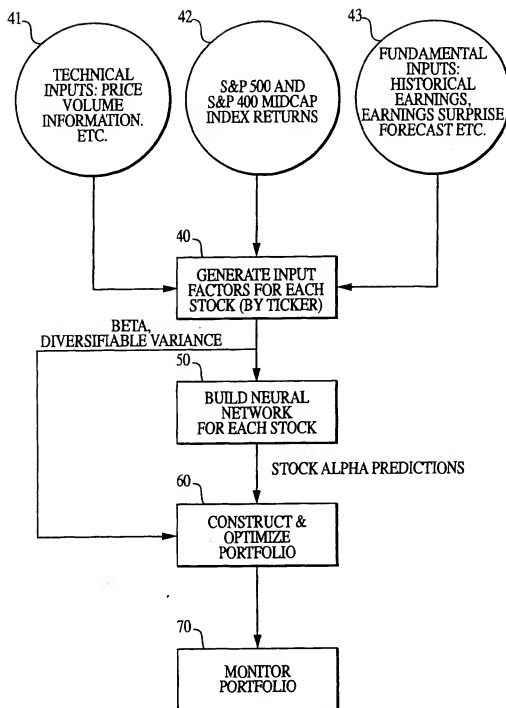 41
TECHNICAL
INPUTS: PRICE
VOLUME
INFORMATION.
ETC.
42
S&P 500 AND
S&P 400 MIDCAP
INDEX RETURNS
43
FUNDAMENTAL
INPUTS:
HISTORICAL
EARNINGS,
EARNINGS SURPRISE
FORECAST ETC.
40
GENERATE INPUT
FACTORS FOR EACH
STOCK (BY TICKER)
BETA,
DIVERSIFIABLE VARIANCE
50
BUILD NEURAL
NETWORK
FOR EACH STOCK
STOCK ALPHA PREDICTIONS
60
CONSTRUCT &
OPTIMIZE
PORTFOLIO
70
MONITOR
PORTFOLIO